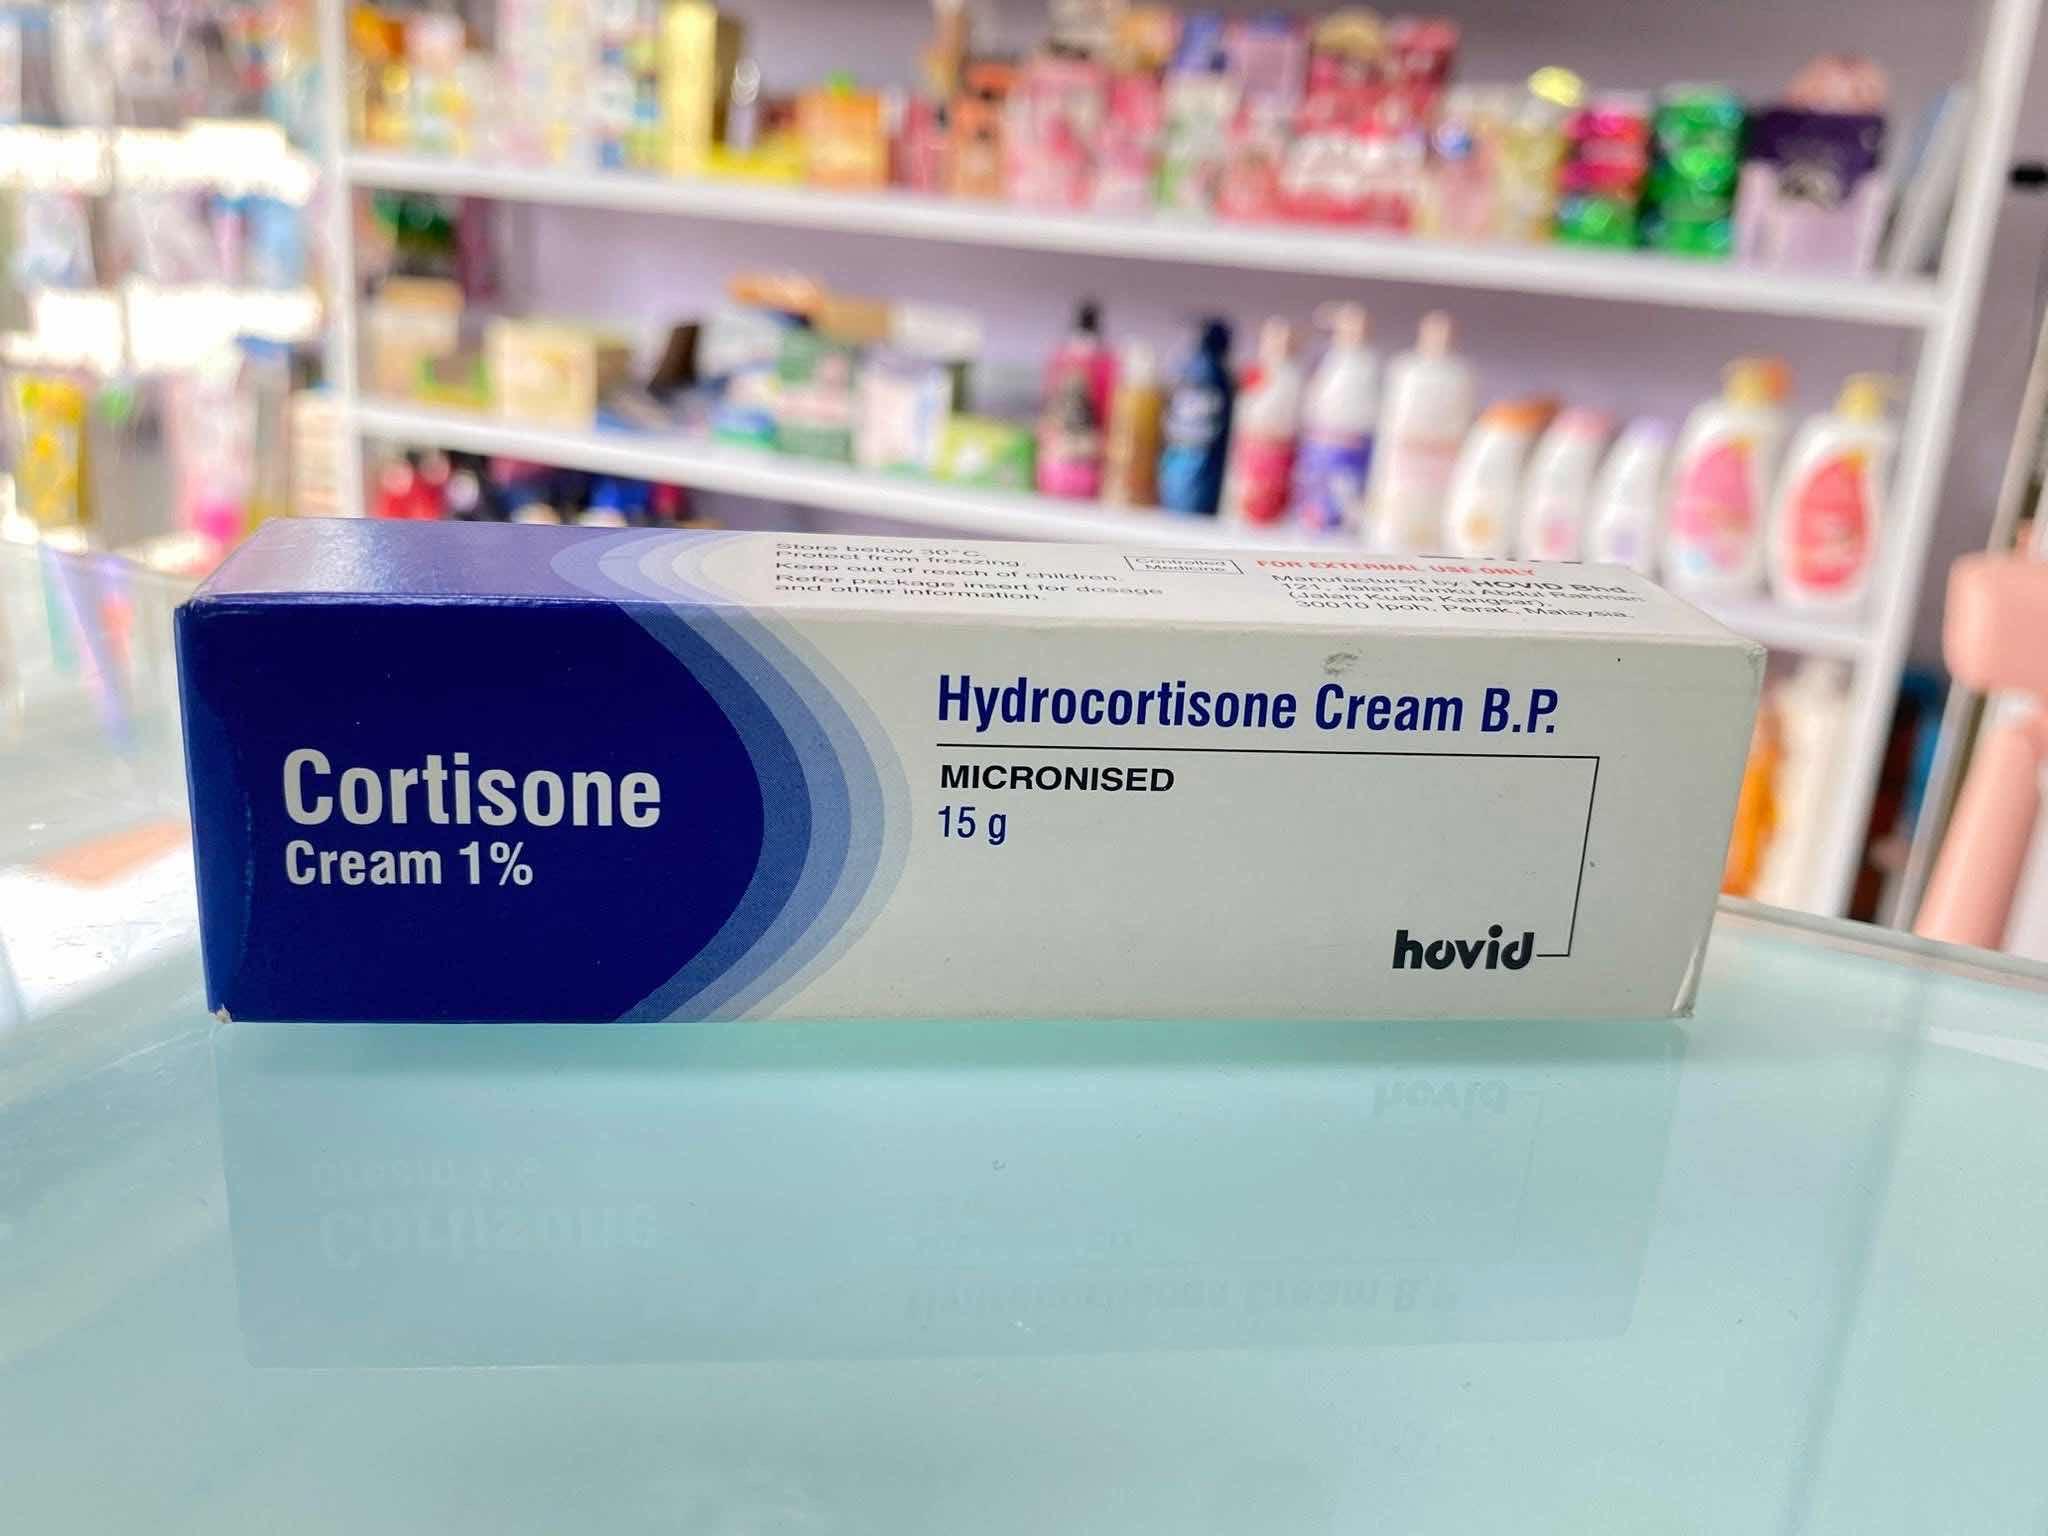 Store below 30°C.
Protect from freezing.
Keep out of reach of children.
Refer package insert for dosage
and other information.
Controlled
Medicine
FOR EXTERNAL USE ONLY
Manufactured by: HOVID Bhd.
121, Jalan Tunku Abdul Rahman
(Jalan Kuala Kangsar),
30010 Ipoh, Perak, Malaysia.
Cortisone
Cream 1%
Hydrocortisone Cream B.P.
MICRONISED
15 g
hovid